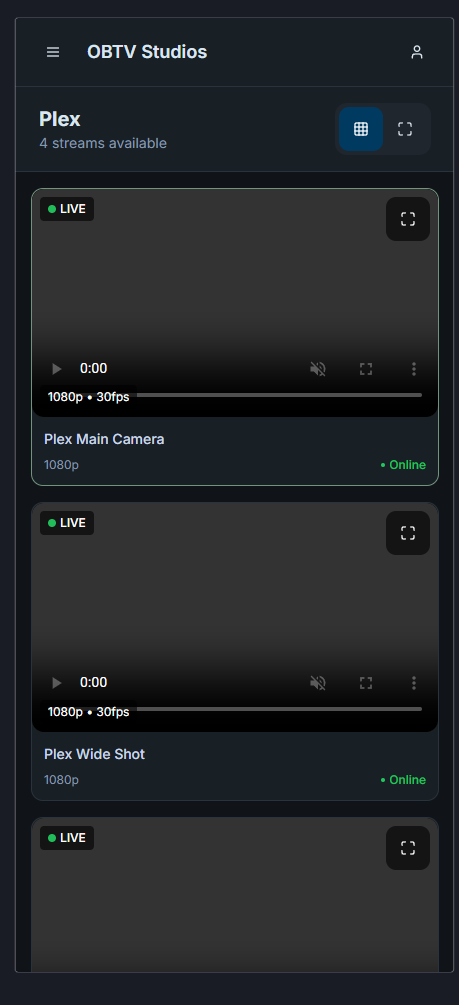 OBTV Studios
Plex
4 streams available
LIVE
0:00
1080p • 30fps
Plex Main Camera
1080p
• Online
LIVE
0:00
1080p • 30fps
Plex Wide Shot
1080p
• Online
LIVE